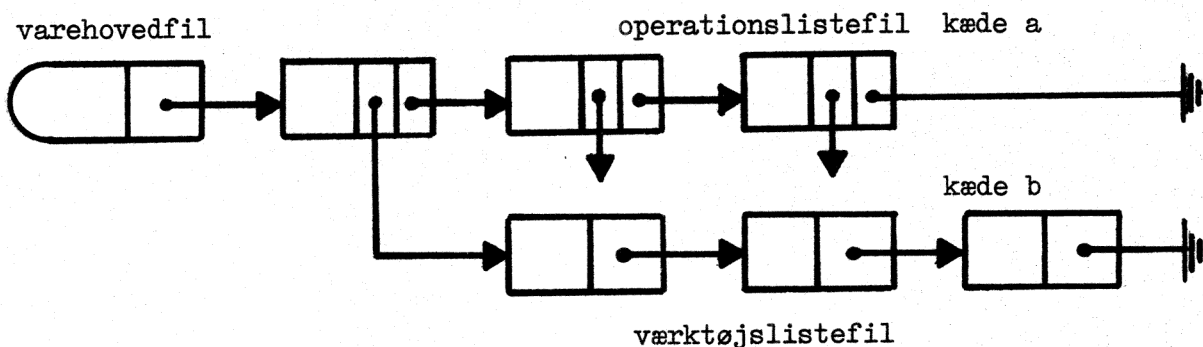 varehovedfil
operationslistefil kæde a
kæde b
værktøjslistefil